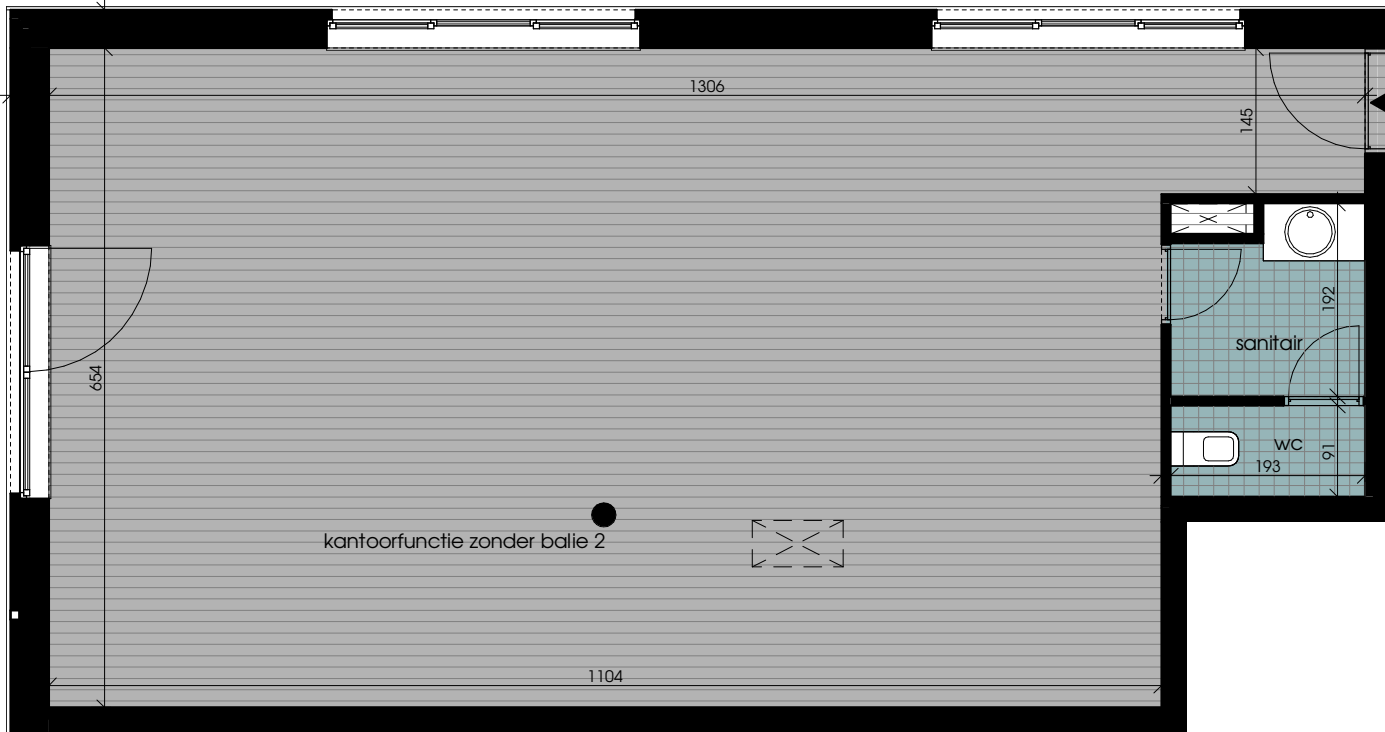 1306
145
192
sanitair
654
wc
91
193
kantoorfunctie zonder balie 2
1104